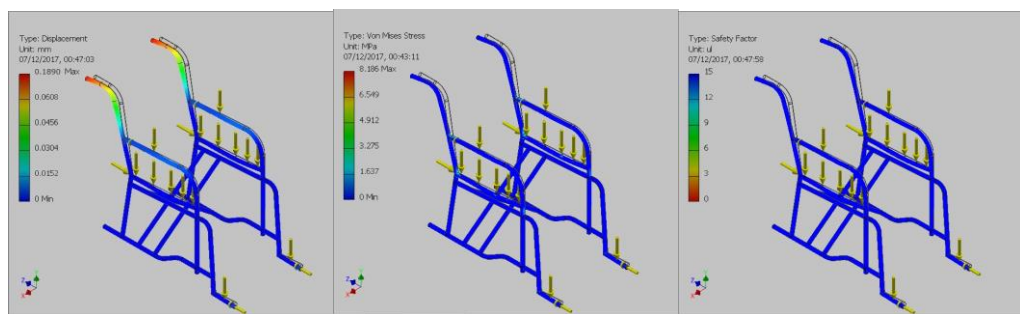 Type: Displacement
Unit: mm
07/12/2017, 00:47:03
0.1890 Max
0.0608
0.0456
0.0304
0.0152
0 Min
Type: Von Mises Stress
Unit: MPa
07/12/2017, 00:43:11
8.186 Max
6.549
4.912
3.275
1.637
0 Min
Type: Safety Factor
Unit: ul
07/12/2017, 00:47:58
15
12
9
6
3
0
Y
Z
X
Y
Z
X
Y
Z
X